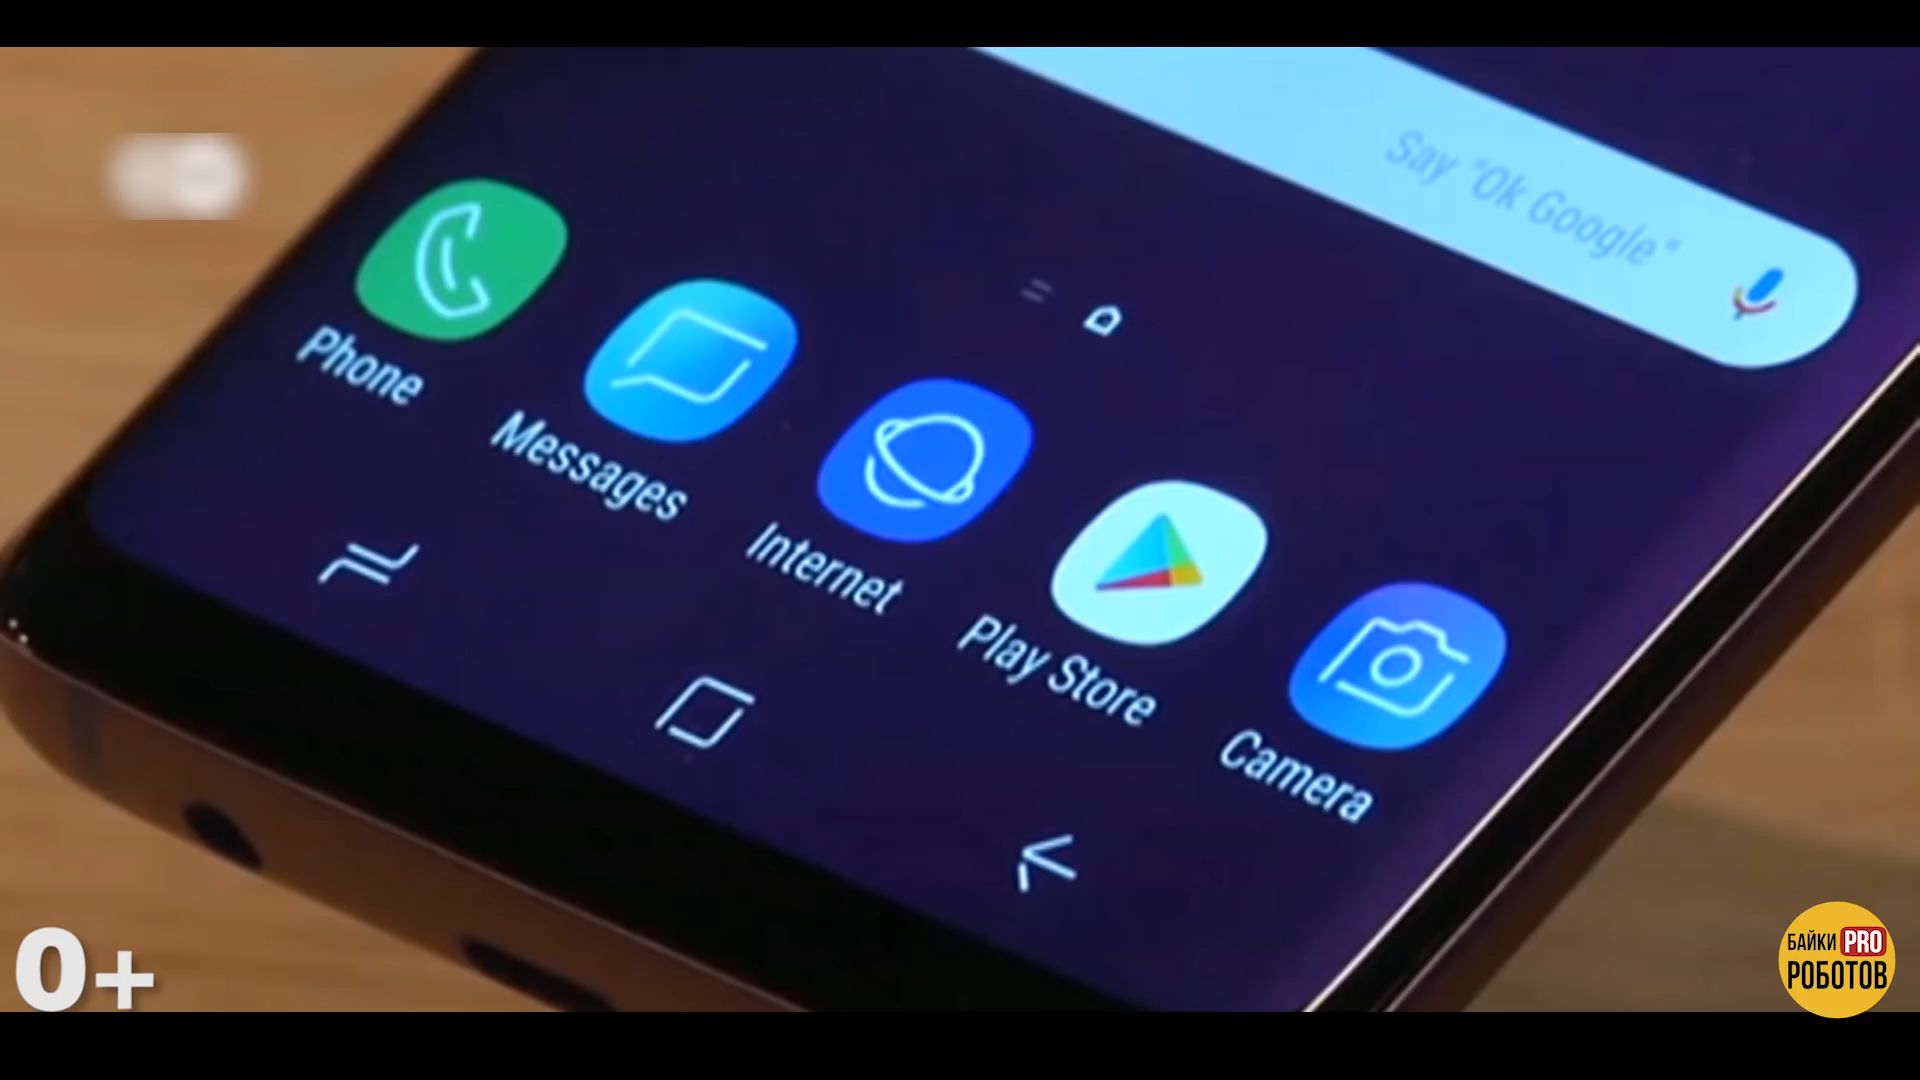 Say "Ok Google"
Phone
Messages
Internet
Play Store
Camera
0+
БАЙКИ PRO
РОБОТОВ